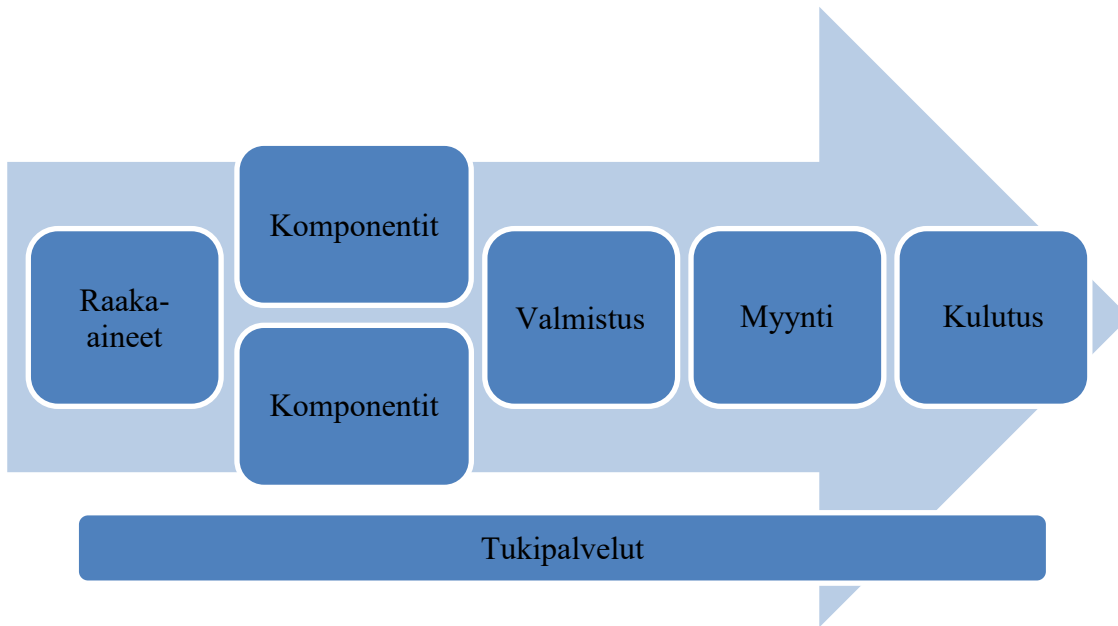 Raaka-
aineet
Komponentit
Komponentit
Valmistus
Myynti
Kulutus
Tukipalvelut